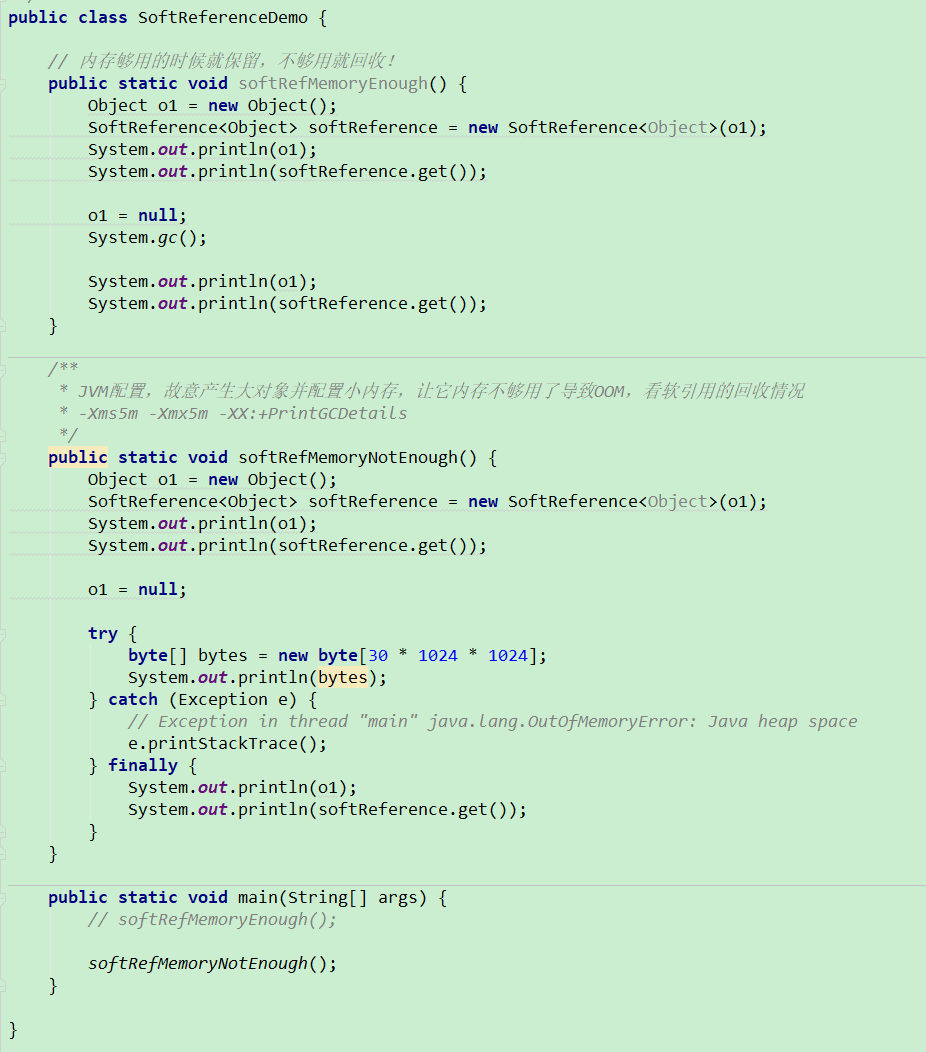 public class SoftReferenceDemo {
// 内存够用的时候就保留，不够用就回收！
public static void softRefMemoryEnough() {
Object o1 = new Object();
SoftReference<Object> softReference = new SoftReference<Object>(o1);
System.out.println(o1);
System.out.println(softReference.get());
o1 = null;
System.gc();
System.out.println(o1);
System.out.println(softReference.get());
}
/**
* JVM配置，故意产生大对象并配置小内存，让它内存不够用了导致OOM，看软引用的回收情况
* -Xms5m -Xmx5m -XX:+PrintGCDetails
*/
public static void softRefMemoryNotEnough() {
Object o1 = new Object();
SoftReference<Object> softReference = new SoftReference<Object>(o1);
System.out.println(o1);
System.out.println(softReference.get());
o1 = null;
try {
byte[] bytes = new byte[30 * 1024 * 1024];
System.out.println(bytes);
} catch (Exception e) {
// Exception in thread "main" java.lang.OutOfMemoryError: Java heap space
e.printStackTrace();
} finally {
System.out.println(o1);
System.out.println(softReference.get());
}
}
public static void main(String[] args) {
// softRefMemoryEnough();
softRefMemoryNotEnough();
}
}